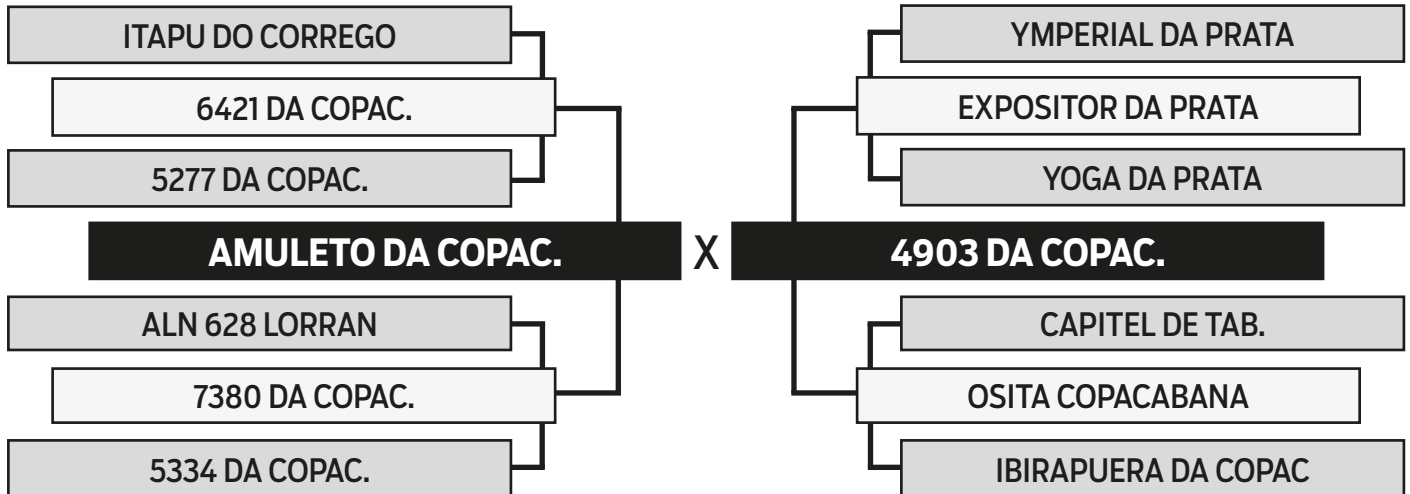 ITAPU DO CORREGO
6421 DA COPAC.
5277 DA COPAC.
AMULETO DA COPAC.
ALN 628 LORRAN
7380 DA COPAC.
5334 DA COPAC.
X
YMPERIAL DA PRATA
EXPOSITOR DA PRATA
YOGA DA PRATA
4903 DA COPAC.
CAPITEL DE TAB.
OSITA COPACABANA
IBIRAPUERA DA COPAC